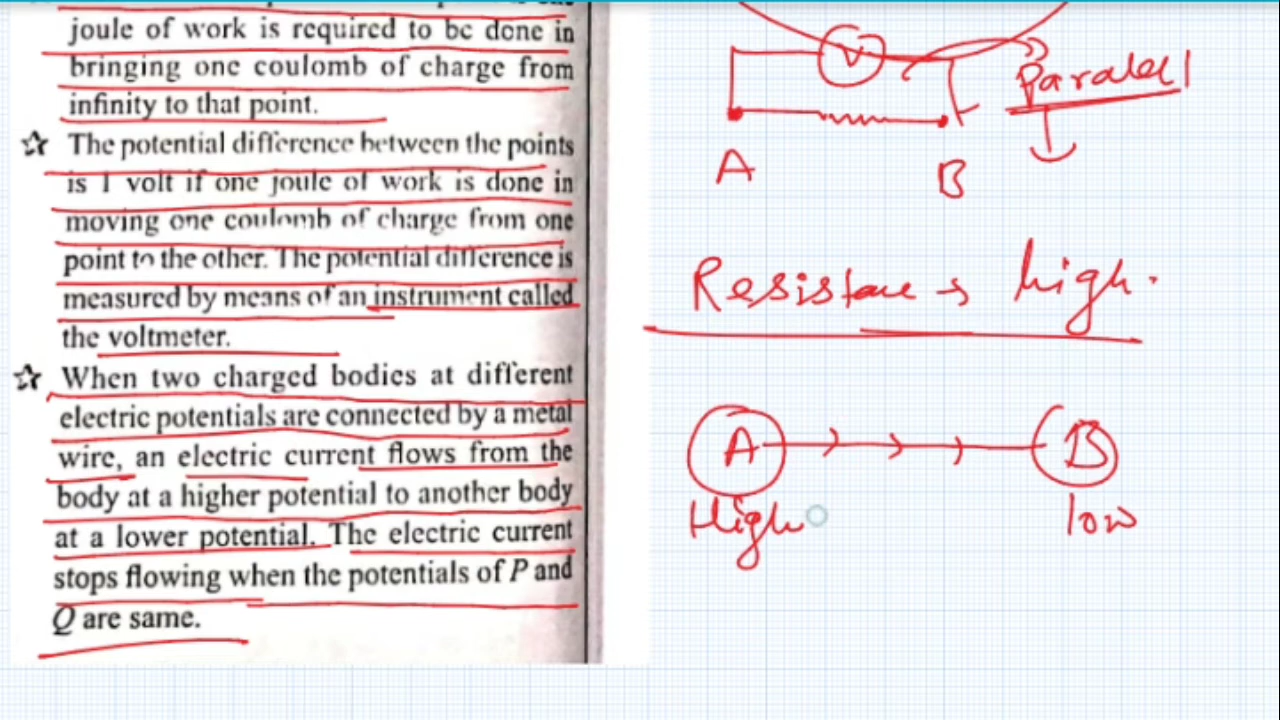 joule of work is required to be done in
bringing one coulomb of charge from
infinity to that point.
☆ The potential difference between the points
is 1 volt if one joule of work is done in
moving one coulomb of charge from one
point to the other. The potential difference is
measured by means of an instrument called
the voltmeter.
☆ When two charged bodies at different
electric potentials are connected by a metal
wire, an electric current flows from the
body at a higher potential to another body
at a lower potential. The electric current
stops flowing when the potentials of P and
Q are same.
V
Parallel
A B
Resistance → high.
A B
High low